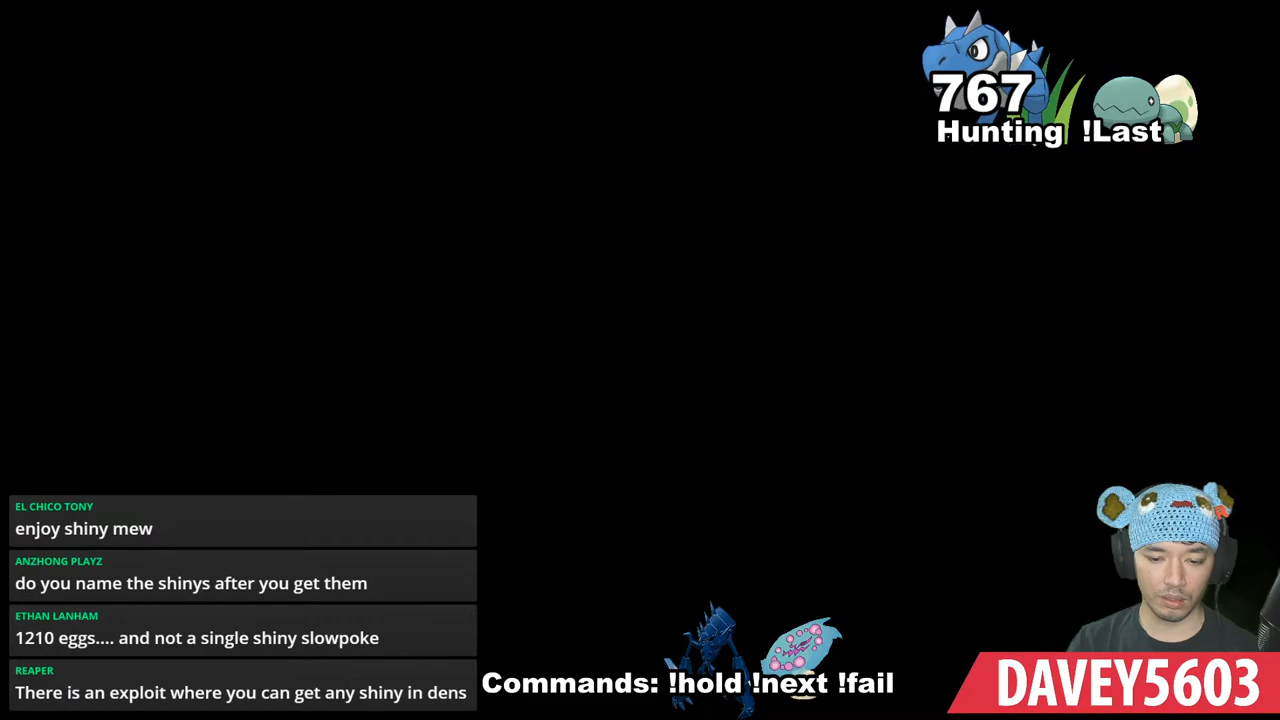 767
Hunting !Last
EL CHICO TONY
enjoy shiny mew
ANZHONG PLAYZ
do you name the shinys after you get them
ETHAN LANHAM
1210 eggs.... and not a single shiny slowpoke
REAPER
There is an exploit where you can get any shiny in dens
Commands: !hold !next !fail
DAVEY5603